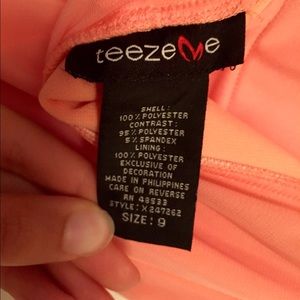 teezeme
SHELL:
100% POLYESTER
CONTRAST:
95% POLYESTER
5% SPANDEX
LINING:
100% POLYESTER
EXCLUSIVE OF
DECORATION
MADE IN PHILIPPINES
CARE ON REVERSE
RN 48533
STYLE: X247262
SIZE: 9